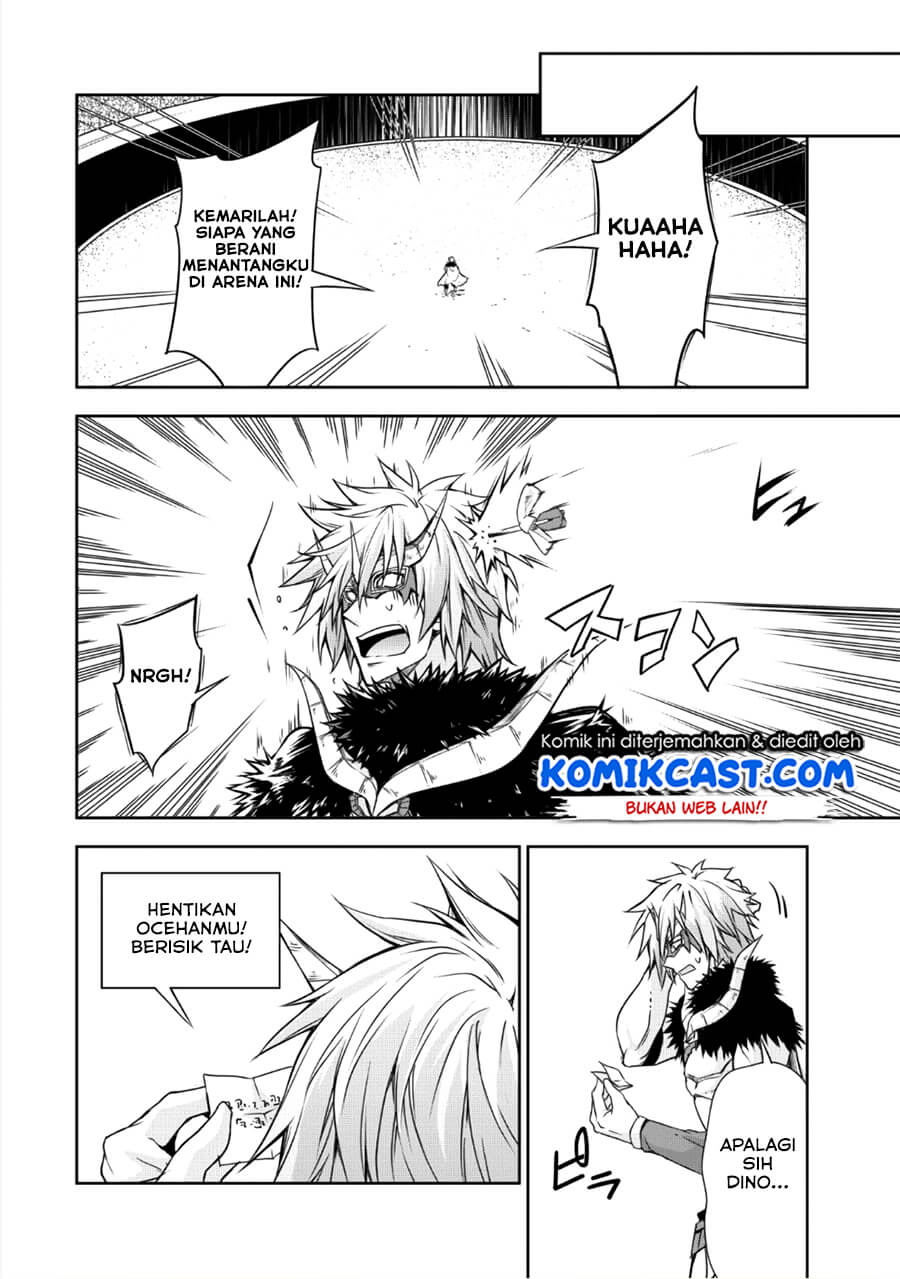 KUAAHA
HAHA!
KEMARILAH!
SIAPA YANG
BERANI
MENANTANGKU
DI ARENA INI!
ヒュッ
スコン
NRGH!
Komik ini diterjemahkan & diedit oleh
KOMIKCAST.COM
BUKAN WEB LAIN!!
APALAGI
SIH
DINO...
ピラ
HENTIKAN
OCEHANMU!
BERISIK TAU!